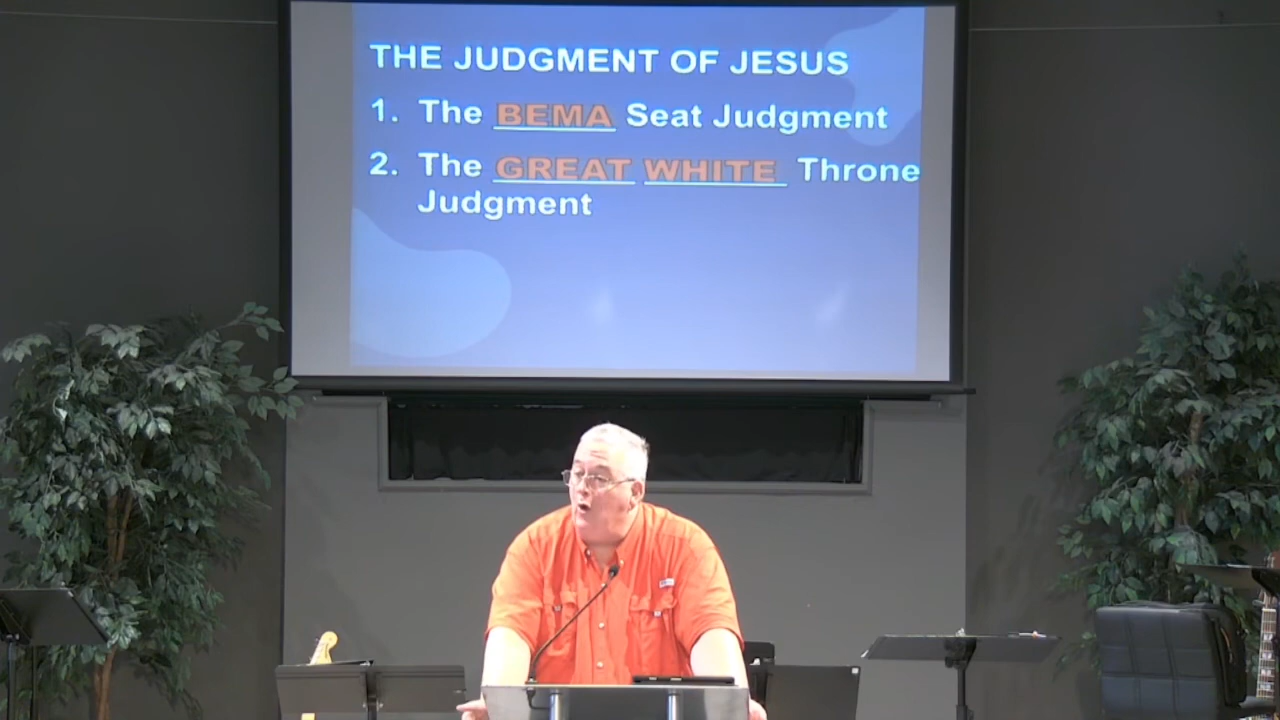 THE JUDGMENT OF JESUS
1. The BEMA Seat Judgment
2. The GREAT WHITE Throne
Judgment